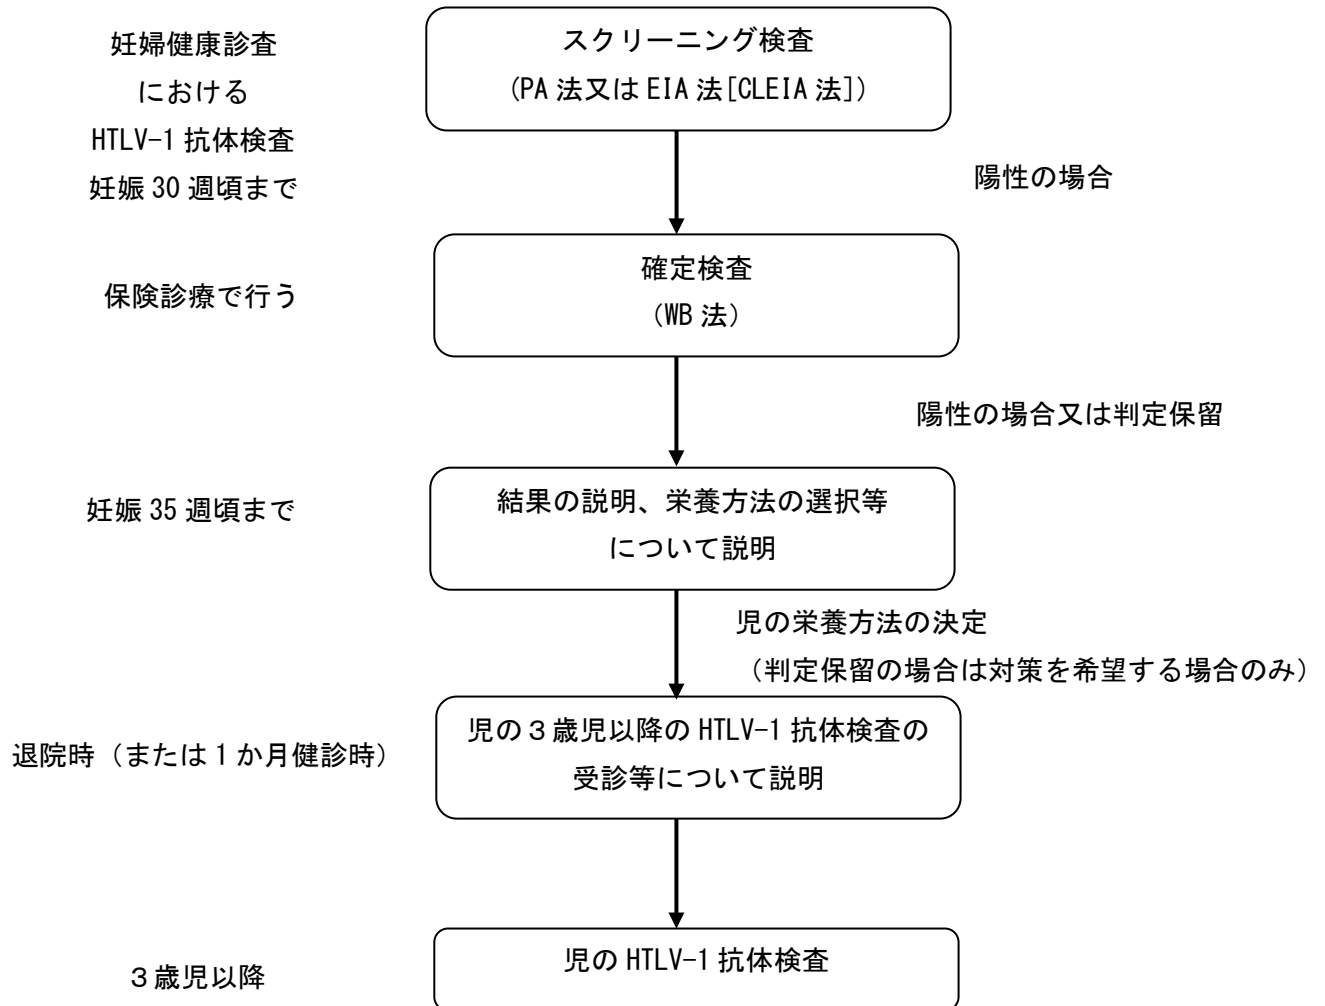 妊婦健康診査
における
HTLV-1 抗体検査
妊娠 30 週頃まで
スクリーニング検査
(PA 法又は EIA 法[CLEIA 法])
陽性の場合
保険診療で行う
確定検査
（WB 法）
陽性の場合又は判定保留
妊娠 35 週頃まで
結果の説明、栄養方法の選択等
について説明
児の栄養方法の決定
（判定保留の場合は対策を希望する場合のみ）
退院時（または 1 か月健診時）
児の３歳児以降の HTLV-1 抗体検査の
受診等について説明
３歳児以降
児の HTLV-1 抗体検査